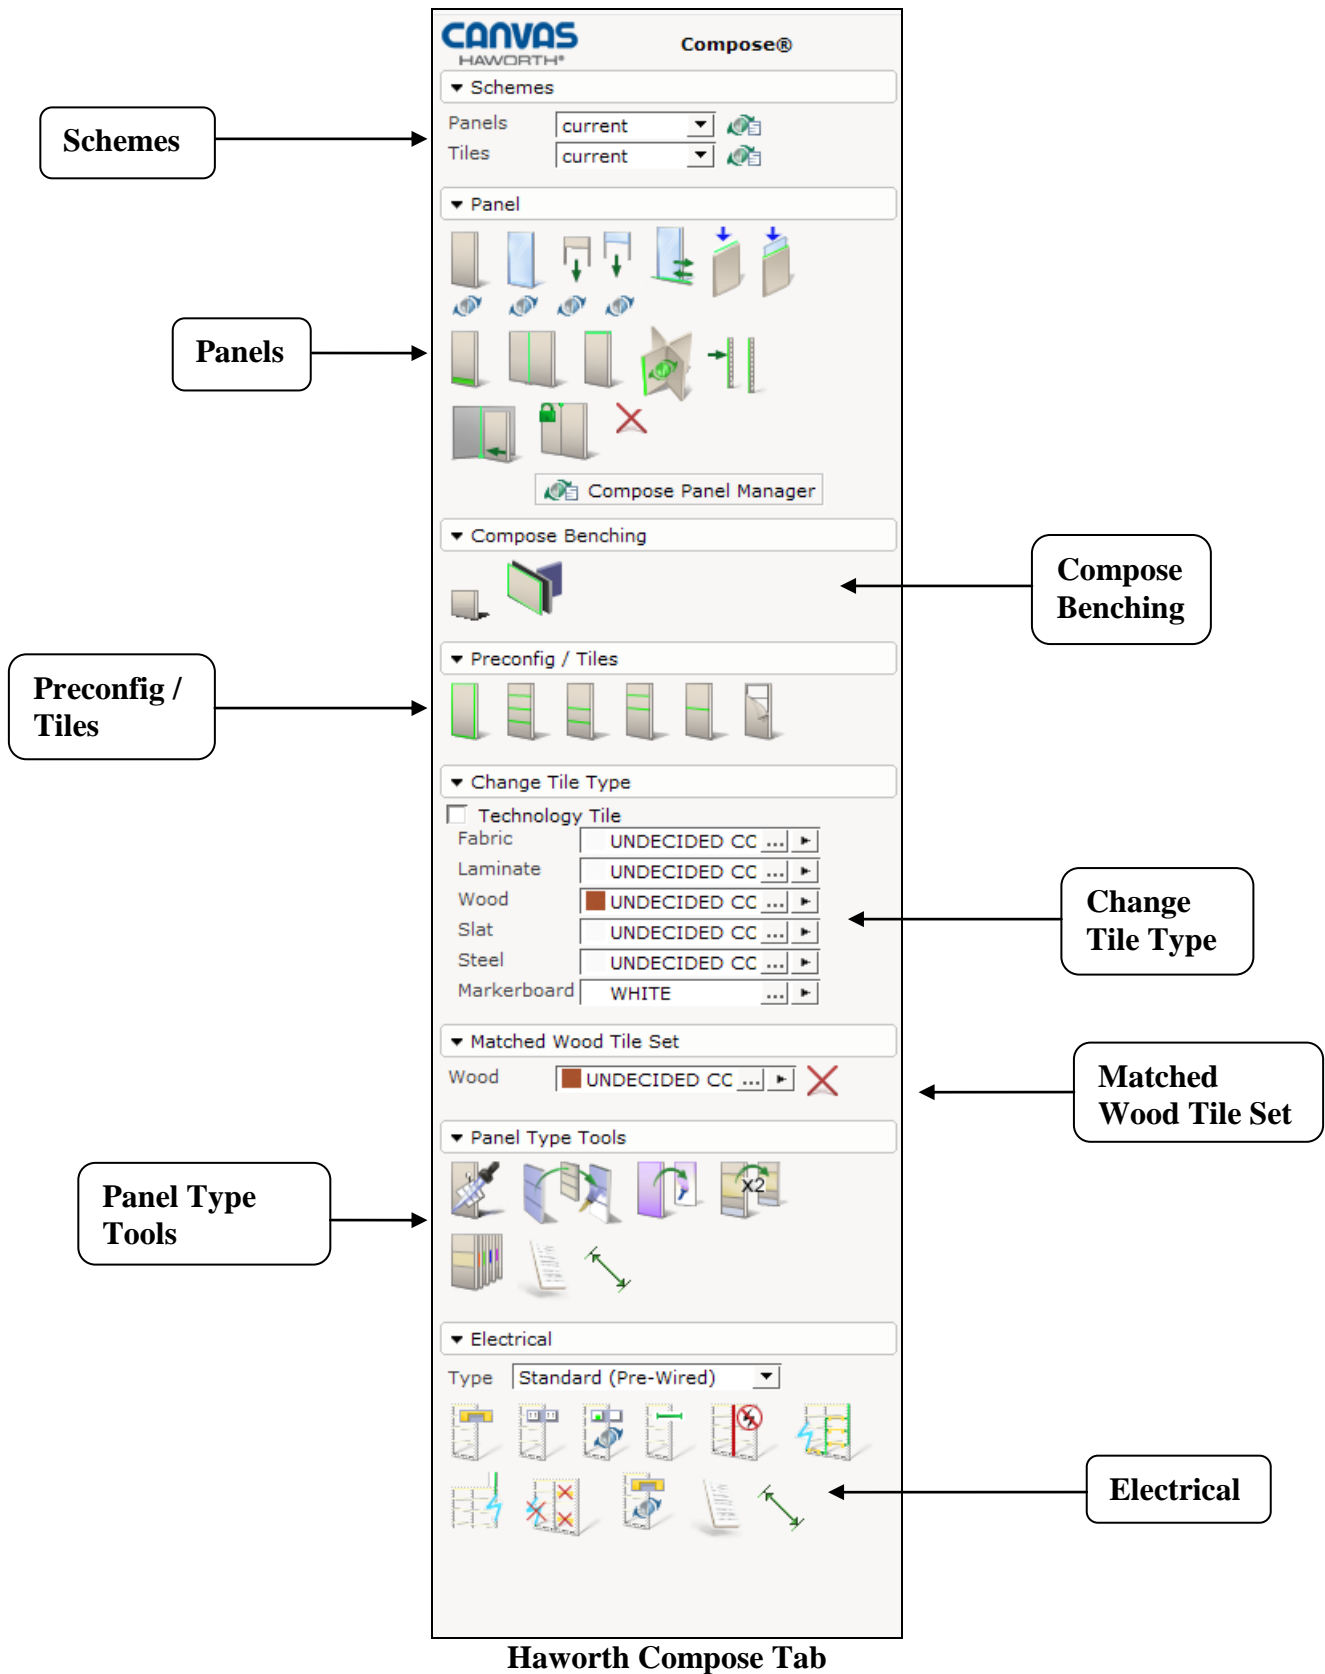 CANVAS
HAWORTH®
Compose®
Schemes
Schemes
Panels current
Tiles current
Panel
Panels
Compose Panel Manager
Compose Benching
Compose
Benching
Preconfig / Tiles
Preconfig /
Tiles
Change Tile Type
Technology Tile
Fabric UNDECIDED CC ...
Laminate UNDECIDED CC ...
Wood UNDECIDED CC ...
Slat UNDECIDED CC ...
Steel UNDECIDED CC ...
Markerboard WHITE ...
Change
Tile Type
Matched Wood Tile Set
Wood UNDECIDED CC ...
Matched
Wood Tile Set
Panel Type Tools
X2
Panel Type
Tools
Electrical
Type Standard (Pre-Wired)
Electrical
Haworth Compose Tab